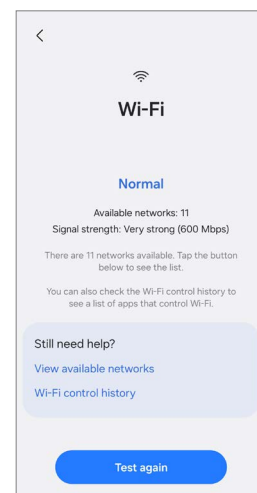 Wi-Fi
Normal
Available networks: 11
Signal strength: Very strong (600 Mbps)
There are 11 networks available. Tap the button
below to see the list.
You can also check the Wi-Fi control history to
see a list of apps that control Wi-Fi.
Still need help?
View available networks
Wi-Fi control history
Test again